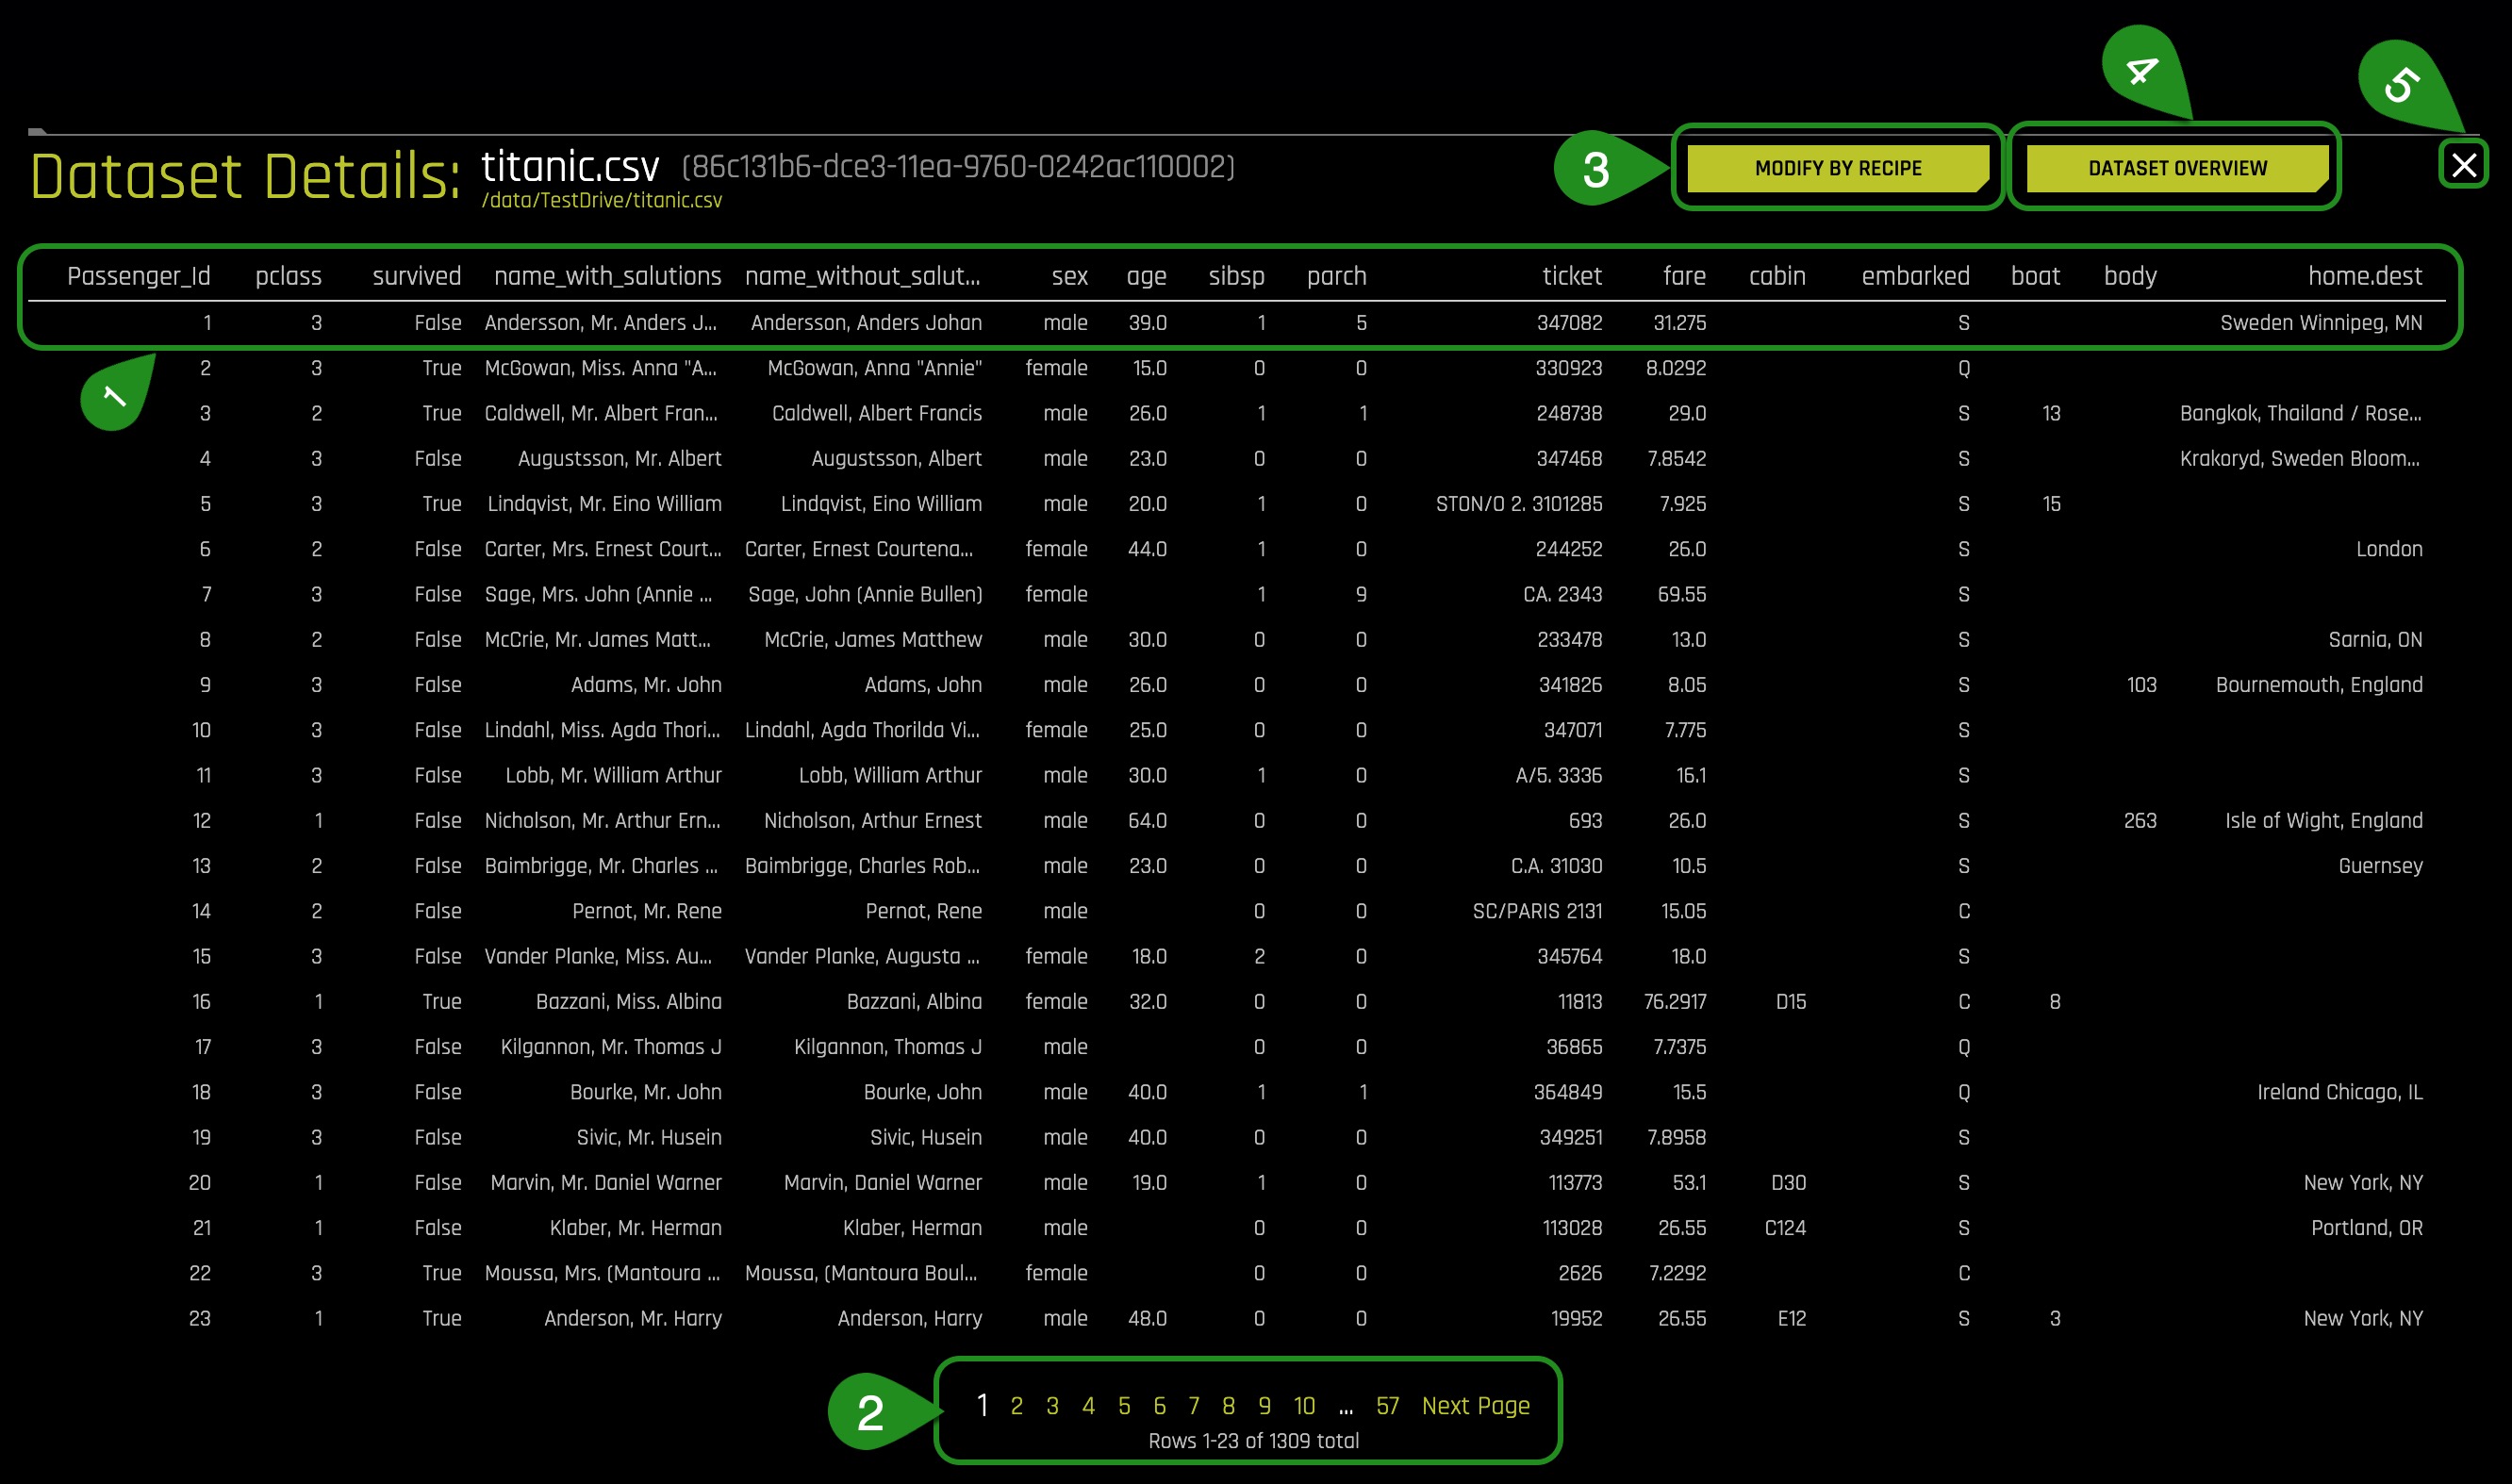 4
5
Dataset Details: titanic.csv (86c131b6-dce3-11ea-9760-0242ac110002)
/data/TestDrive/titanic.csv
3 MODIFY BY RECIPE DATASET OVERVIEW X
Passenger_Id pclass survived name_with_salutions name_without_salut... sex age sibsp parch ticket fare cabin embarked boat body home.dest
1 3 False Andersson, Mr. Anders J... Andersson, Anders Johan male 39.0 1 5 347082 31.275 S Sweden Winnipeg, MN
2 3 True McGowan, Miss. Anna "A... McGowan, Anna "Annie" female 15.0 0 0 330923 8.0292 Q
1
3 2 True Caldwell, Mr. Albert Fran... Caldwell, Albert Francis male 26.0 1 1 248738 29.0 S 13 Bangkok, Thailand / Rose...
4 3 False Augustsson, Mr. Albert Augustsson, Albert male 23.0 0 0 347468 7.8542 S Krakoryd, Sweden Bloom...
5 3 True Lindqvist, Mr. Eino William Lindqvist, Eino William male 20.0 1 0 STON/O 2. 3101285 7.925 S 15
6 2 False Carter, Mrs. Ernest Court... Carter, Ernest Courtena... female 44.0 1 0 244252 26.0 S London
7 3 False Sage, Mrs. John (Annie ... Sage, John (Annie Bullen) female 1 9 CA. 2343 69.55 S
8 2 False McCrie, Mr. James Matt... McCrie, James Matthew male 30.0 0 0 233478 13.0 S Sarnia, ON
9 3 False Adams, Mr. John Adams, John male 26.0 0 0 341826 8.05 S 103 Bournemouth, England
10 3 False Lindahl, Miss. Agda Thori... Lindahl, Agda Thorilda Vi... female 25.0 0 0 347071 7.775 S
11 3 False Lobb, Mr. William Arthur Lobb, William Arthur male 30.0 1 0 A/5. 3336 16.1 S
12 1 False Nicholson, Mr. Arthur Ern... Nicholson, Arthur Ernest male 64.0 0 0 693 26.0 S 263 Isle of Wight, England
13 2 False Baimbrigge, Mr. Charles ... Baimbrigge, Charles Rob... male 23.0 0 0 C.A. 31030 10.5 S Guernsey
14 2 False Pernot, Mr. Rene Pernot, Rene male 0 0 SC/PARIS 2131 15.05 C
15 3 False Vander Planke, Miss. Au... Vander Planke, Augusta ... female 18.0 2 0 345764 18.0 S
16 1 True Bazzani, Miss. Albina Bazzani, Albina female 32.0 0 0 11813 76.2917 D15 C 8
17 3 False Kilgannon, Mr. Thomas J Kilgannon, Thomas J male 0 0 36865 7.7375 Q
18 3 False Bourke, Mr. John Bourke, John male 40.0 1 1 364849 15.5 Q Ireland Chicago, IL
19 3 False Sivic, Mr. Husein Sivic, Husein male 40.0 0 0 349251 7.8958 S
20 1 False Marvin, Mr. Daniel Warner Marvin, Daniel Warner male 19.0 1 0 113773 53.1 D30 S New York, NY
21 1 False Klaber, Mr. Herman Klaber, Herman male 0 0 113028 26.55 C124 S Portland, OR
22 3 True Moussa, Mrs. (Mantoura ... Moussa, (Mantoura Boul... female 0 0 2626 7.2292 C
23 1 True Anderson, Mr. Harry Anderson, Harry male 48.0 0 0 19952 26.55 E12 S 3 New York, NY
2 1 2 3 4 5 6 7 8 9 10 ... 57 Next Page
Rows 1-23 of 1309 total